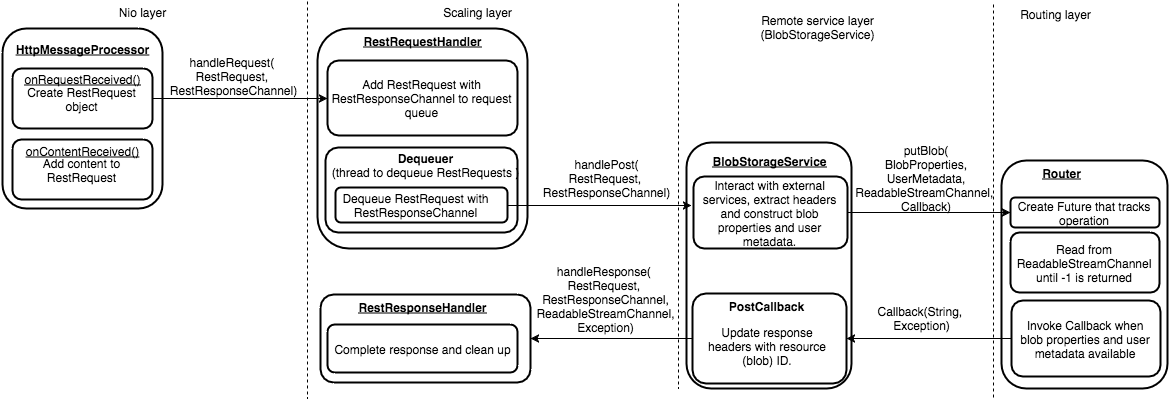 Nio layer
Scaling layer
Remote service layer
(BlobStorageService)
Routing layer
HttpMessageProcessor
onRequestReceived()
Create RestRequest
object
onContentReceived()
Add content to
RestRequest
handleRequest(
RestRequest,
RestResponseChannel)
RestRequestHandler
Add RestRequest with
RestResponseChannel to request
queue
Dequeuer
(thread to dequeue RestRequests)
Dequeue RestRequest with
RestResponseChannel
handlePost(
RestRequest,
RestResponseChannel)
BlobStorageService
Interact with external
services, extract headers
and construct blob
properties and user
metadata.
putBlob(
BlobProperties,
UserMetadata,
ReadableStreamChannel,
Callback)
Router
Create Future that tracks
operation
Read from
ReadableStreamChannel
until -1 is returned
Invoke Callback when
blob properties and user
metadata available
Callback(String,
Exception)
PostCallback
Update response
headers with resource
(blob) ID.
handleResponse(
RestRequest,
RestResponseChannel,
ReadableStreamChannel,
Exception)
RestResponseHandler
Complete response and clean up